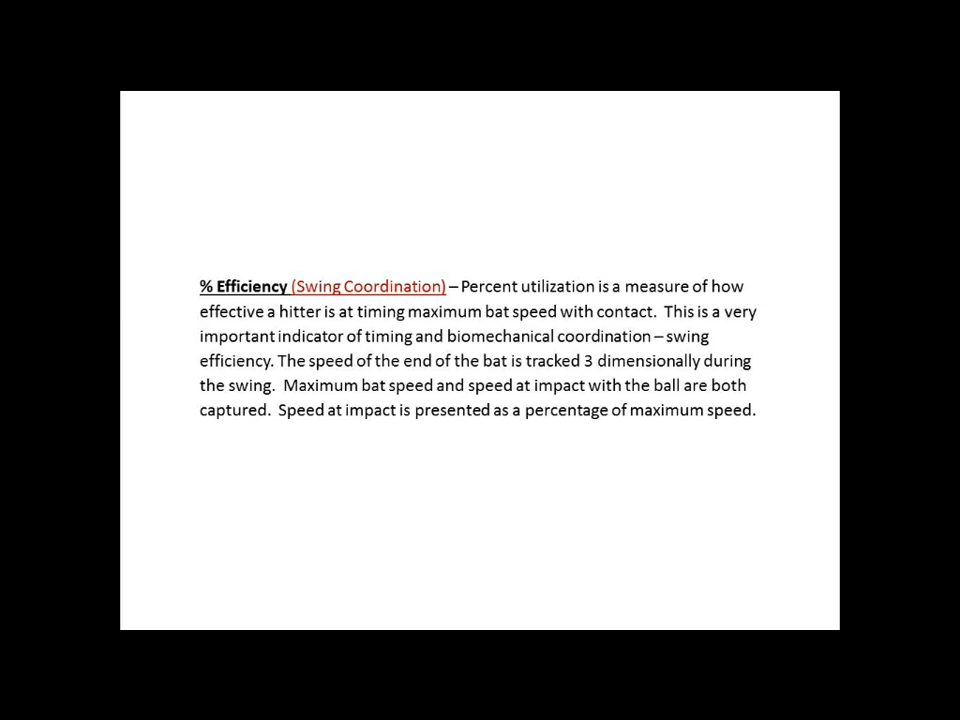 % Efficiency (Swing Coordination) – Percent utilization is a measure of how
effective a hitter is at timing maximum bat speed with contact.  This is a very
important indicator of timing and biomechanical coordination – swing
efficiency. The speed of the end of the bat is tracked 3 dimensionally during
the swing.  Maximum bat speed and speed at impact with the ball are both
captured.  Speed at impact is presented as a percentage of maximum speed.